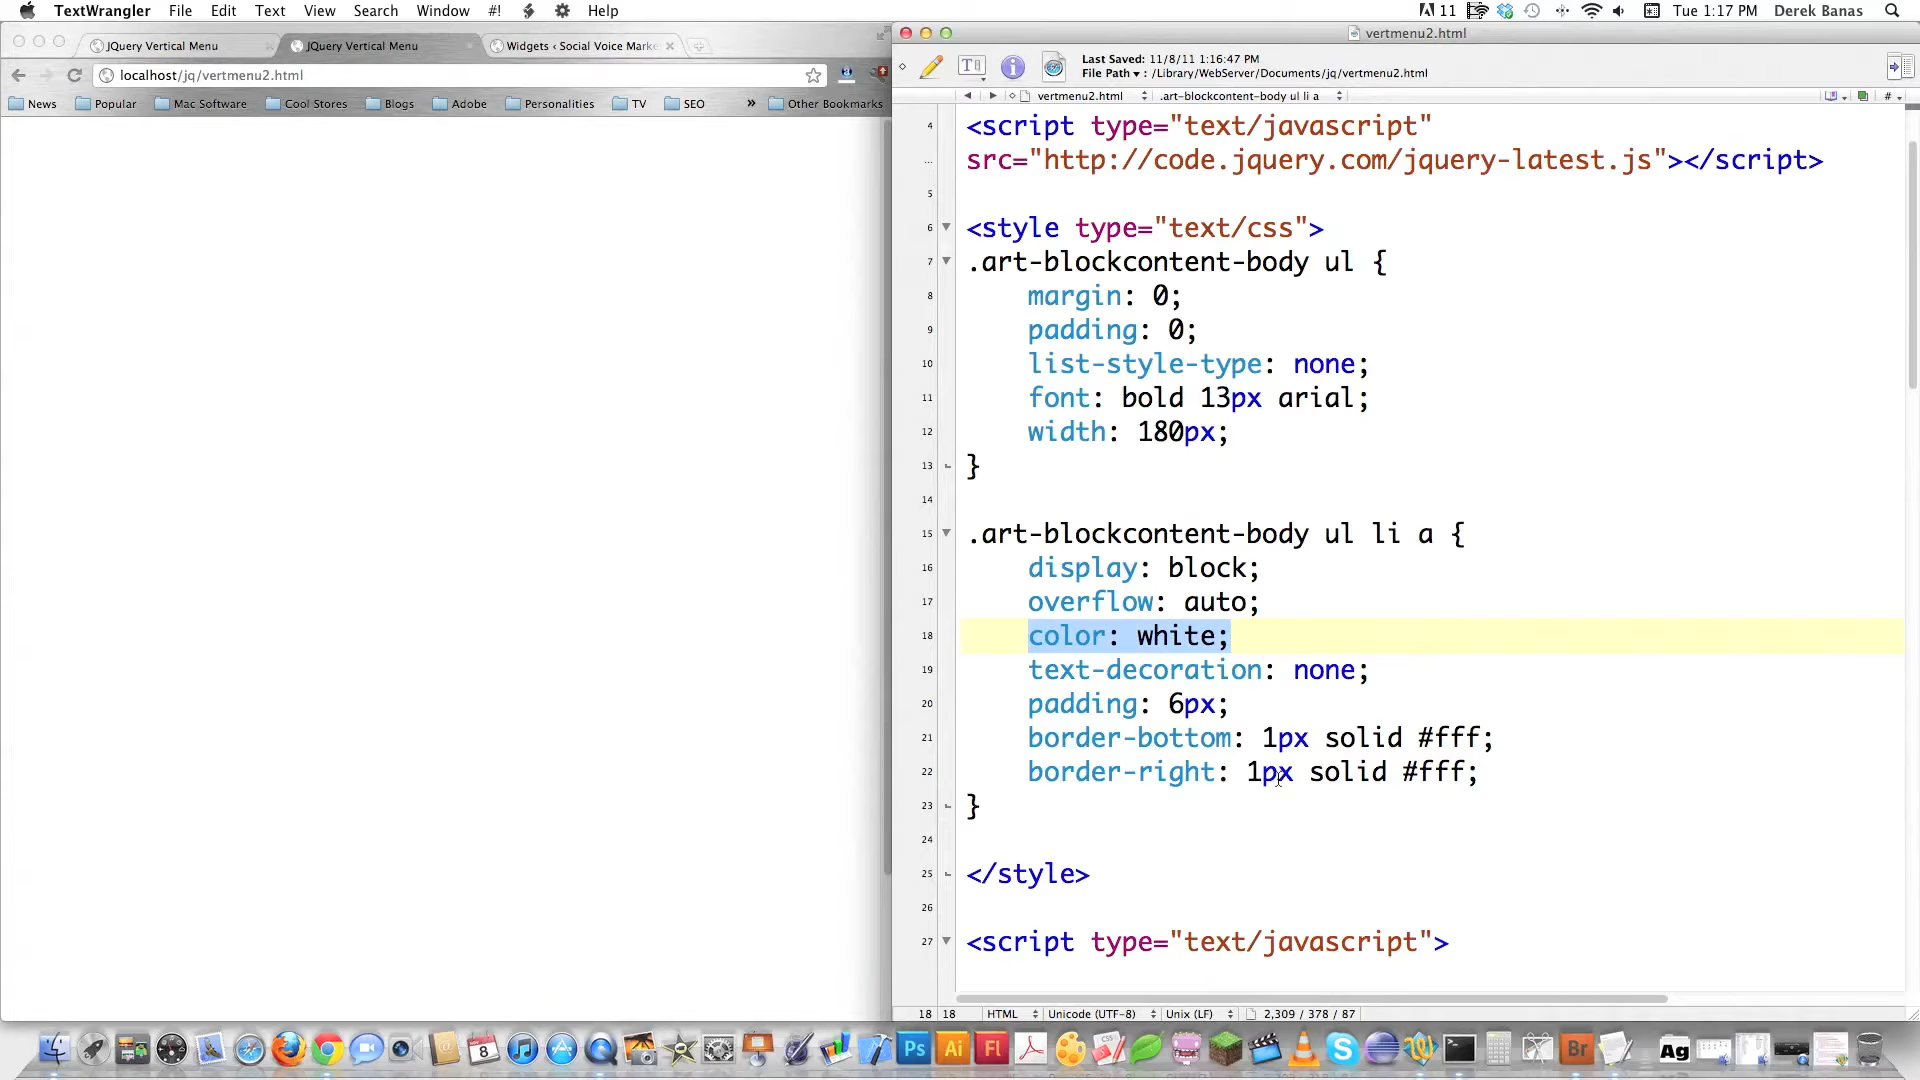 TextWrangler File Edit Text View Search Window #! Help
11 Tue 1:17 PM Derek Banas
JQuery Vertical Menu JQuery Vertical Menu Widgets ‹ Social Voice Marke
localhost/jq/vertmenu2.html
News Popular Mac Software Cool Stores Blogs Adobe Personalities TV SEO » Other Bookmarks
vertmenu2.html
Last Saved: 11/8/11 1:16:47 PM
File Path ▾ : /Library/WebServer/Documents/jq/vertmenu2.html
vertmenu2.html .art-blockcontent-body ul li a
4 <script type="text/javascript"
... src="http://code.jquery.com/jquery-latest.js"></script>
5
6 <style type="text/css">
7 .art-blockcontent-body ul {
8 margin: 0;
9 padding: 0;
10 list-style-type: none;
11 font: bold 13px arial;
12 width: 180px;
13 }
14
15 .art-blockcontent-body ul li a {
16 display: block;
17 overflow: auto;
18 color: white;
19 text-decoration: none;
20 padding: 6px;
21 border-bottom: 1px solid #fff;
22 border-right: 1px solid #fff;
23 }
24
25 </style>
26
27 <script type="text/javascript">
18 18 HTML Unicode (UTF-8) Unix (LF) 2,309 / 378 / 87
8 Ps Ai Fl Br Ag